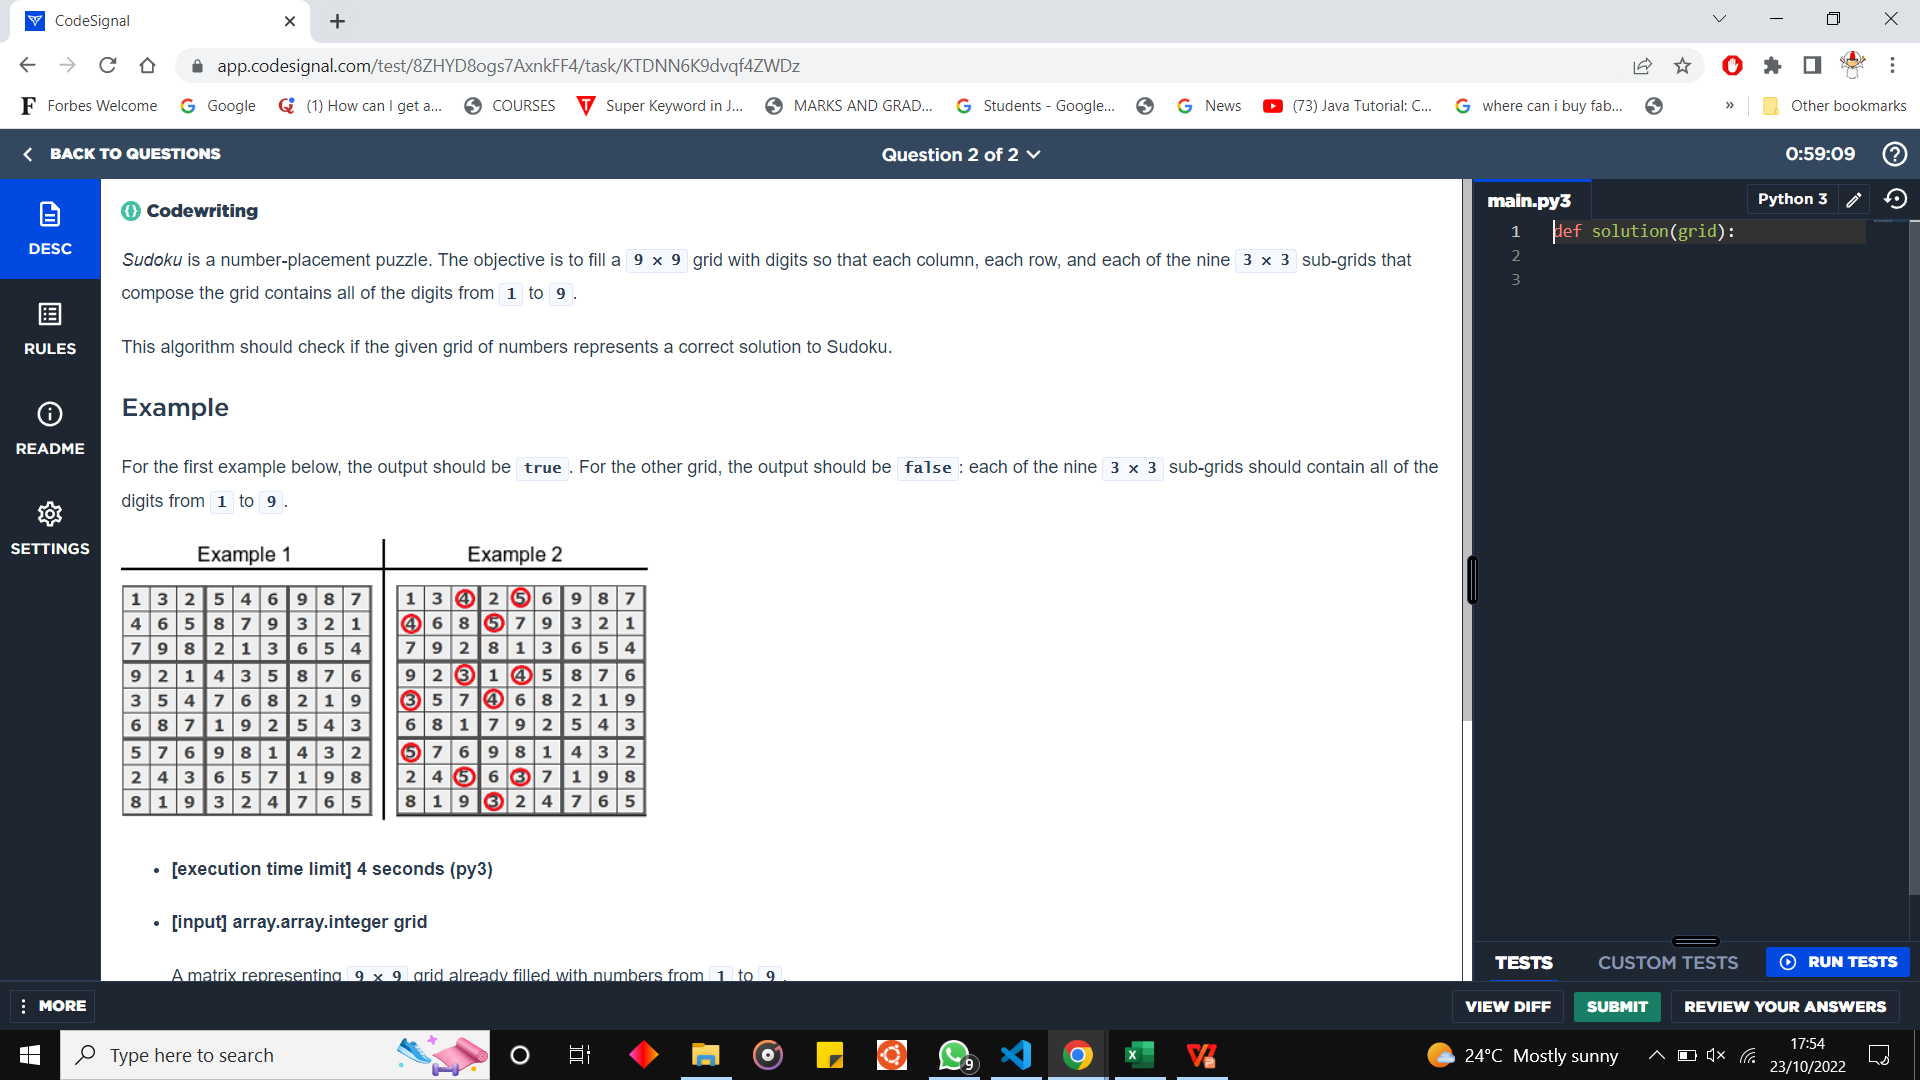 CodeSignal
app.codesignal.com/test/8ZHYD8ogs7AxnkFF4/task/KTDNN6K9dvqf4ZWDz
Forbes Welcome Google (1) How can I get a... COURSES Super Keyword in J... MARKS AND GRAD... Students - Google... News (73) Java Tutorial: C... where can i buy fab... » Other bookmarks
BACK TO QUESTIONS Question 2 of 2 0:59:09
DESC
RULES
README
SETTINGS
Codewriting
Sudoku is a number-placement puzzle. The objective is to fill a 9 × 9 grid with digits so that each column, each row, and each of the nine 3 × 3 sub-grids that
compose the grid contains all of the digits from 1 to 9.
This algorithm should check if the given grid of numbers represents a correct solution to Sudoku.
Example
For the first example below, the output should be true. For the other grid, the output should be false: each of the nine 3 × 3 sub-grids should contain all of the
digits from 1 to 9.
Example 1
1 3 2 5 4 6 9 8 7
4 6 5 8 7 9 3 2 1
7 9 8 2 1 3 6 5 4
9 2 1 4 3 5 8 7 6
3 5 4 7 6 8 2 1 9
6 8 7 1 9 2 5 4 3
5 7 6 9 8 1 4 3 2
2 4 3 6 5 7 1 9 8
8 1 9 3 2 4 7 6 5
Example 2
1 3 4 2 5 6 9 8 7
4 6 8 5 7 9 3 2 1
7 9 2 8 1 3 6 5 4
9 2 3 1 4 5 8 7 6
3 5 7 4 6 8 2 1 9
6 8 1 7 9 2 5 4 3
5 7 6 9 8 1 4 3 2
2 4 5 6 3 7 1 9 8
8 1 9 3 2 4 7 6 5
• [execution time limit] 4 seconds (py3)
• [input] array.array.integer grid
A matrix representing 9 × 9 grid already filled with numbers from 1 to 9.
main.py3 Python 3
1 def solution(grid):
2
3
TESTS CUSTOM TESTS RUN TESTS
MORE VIEW DIFF SUBMIT REVIEW YOUR ANSWERS
Type here to search
9
24°C Mostly sunny
17:54
23/10/2022